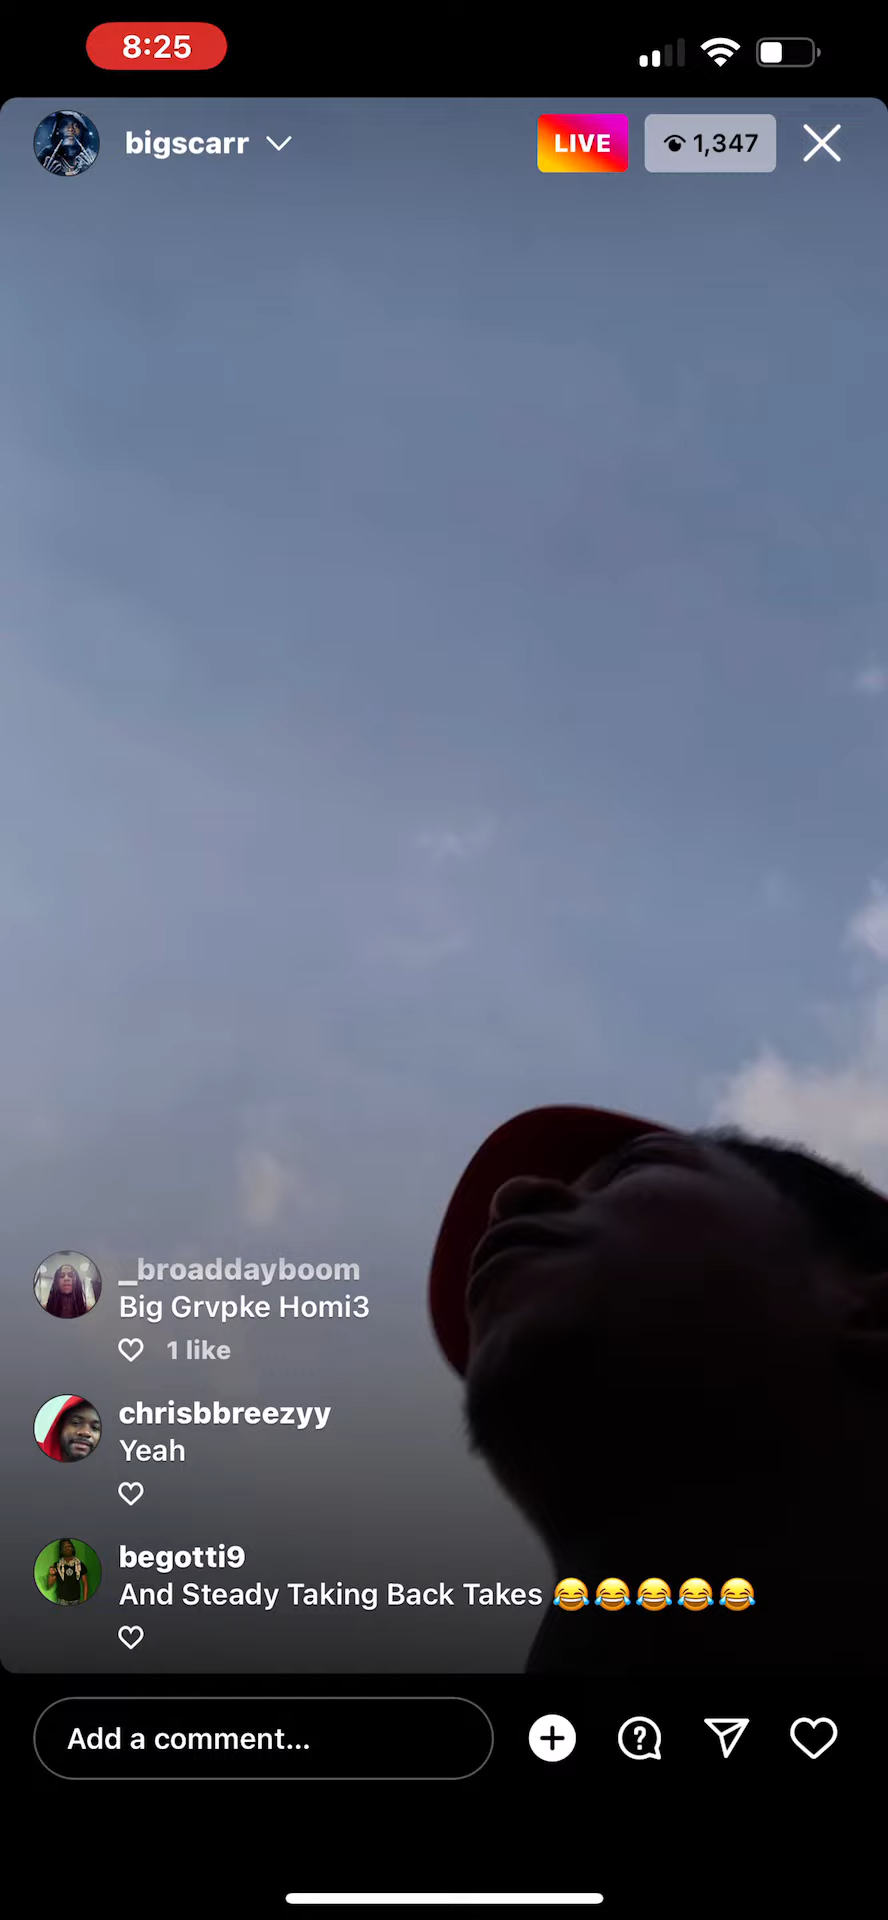 8:25
bigscarr
LIVE
1,347
_broaddayboom
Big Grvpke Homi3
1 like
chrisbbreezyy
Yeah
begotti9
And Steady Taking Back Takes 😂😂😂😂😂
Add a comment...